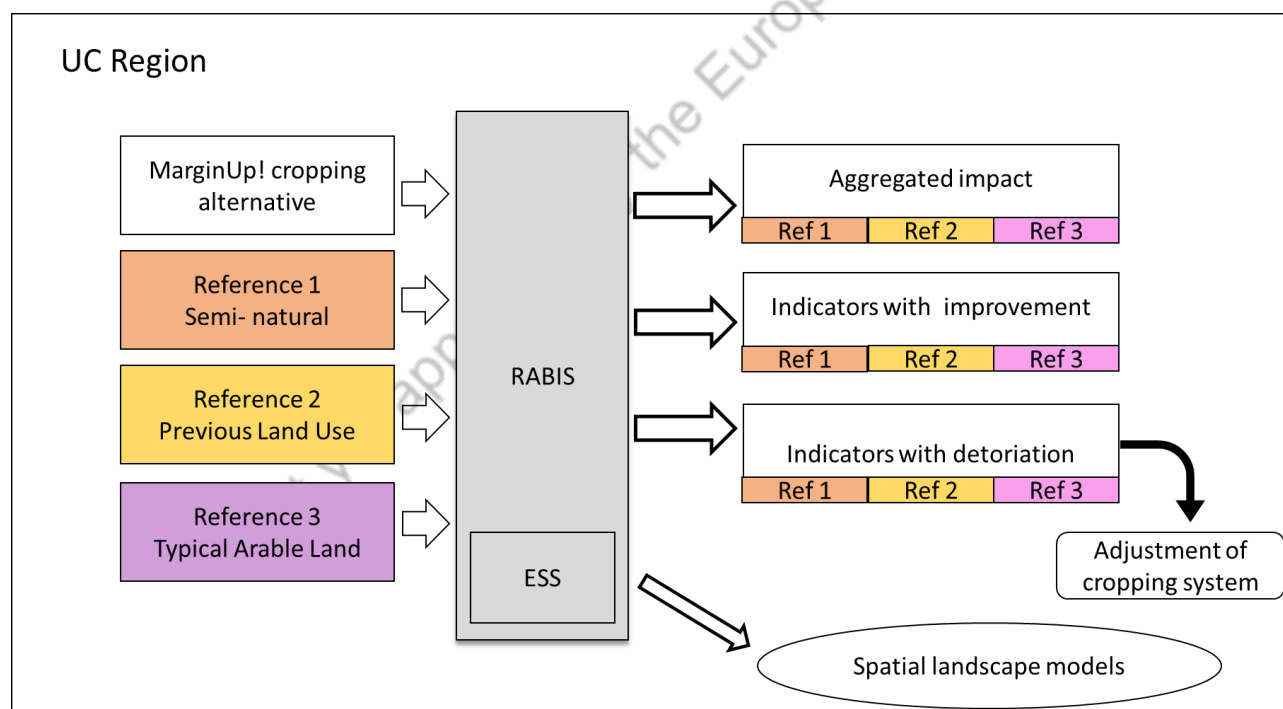 UC Region
MarginUp! cropping
alternative
Reference 1
Semi- natural
Reference 2
Previous Land Use
Reference 3
Typical Arable Land
RABIS
ESS
Aggregated impact
Ref 1 Ref 2 Ref 3
Indicators with improvement
Ref 1 Ref 2 Ref 3
Indicators with detoriation
Ref 1 Ref 2 Ref 3
Adjustment of
cropping system
Spatial landscape models
the Europ